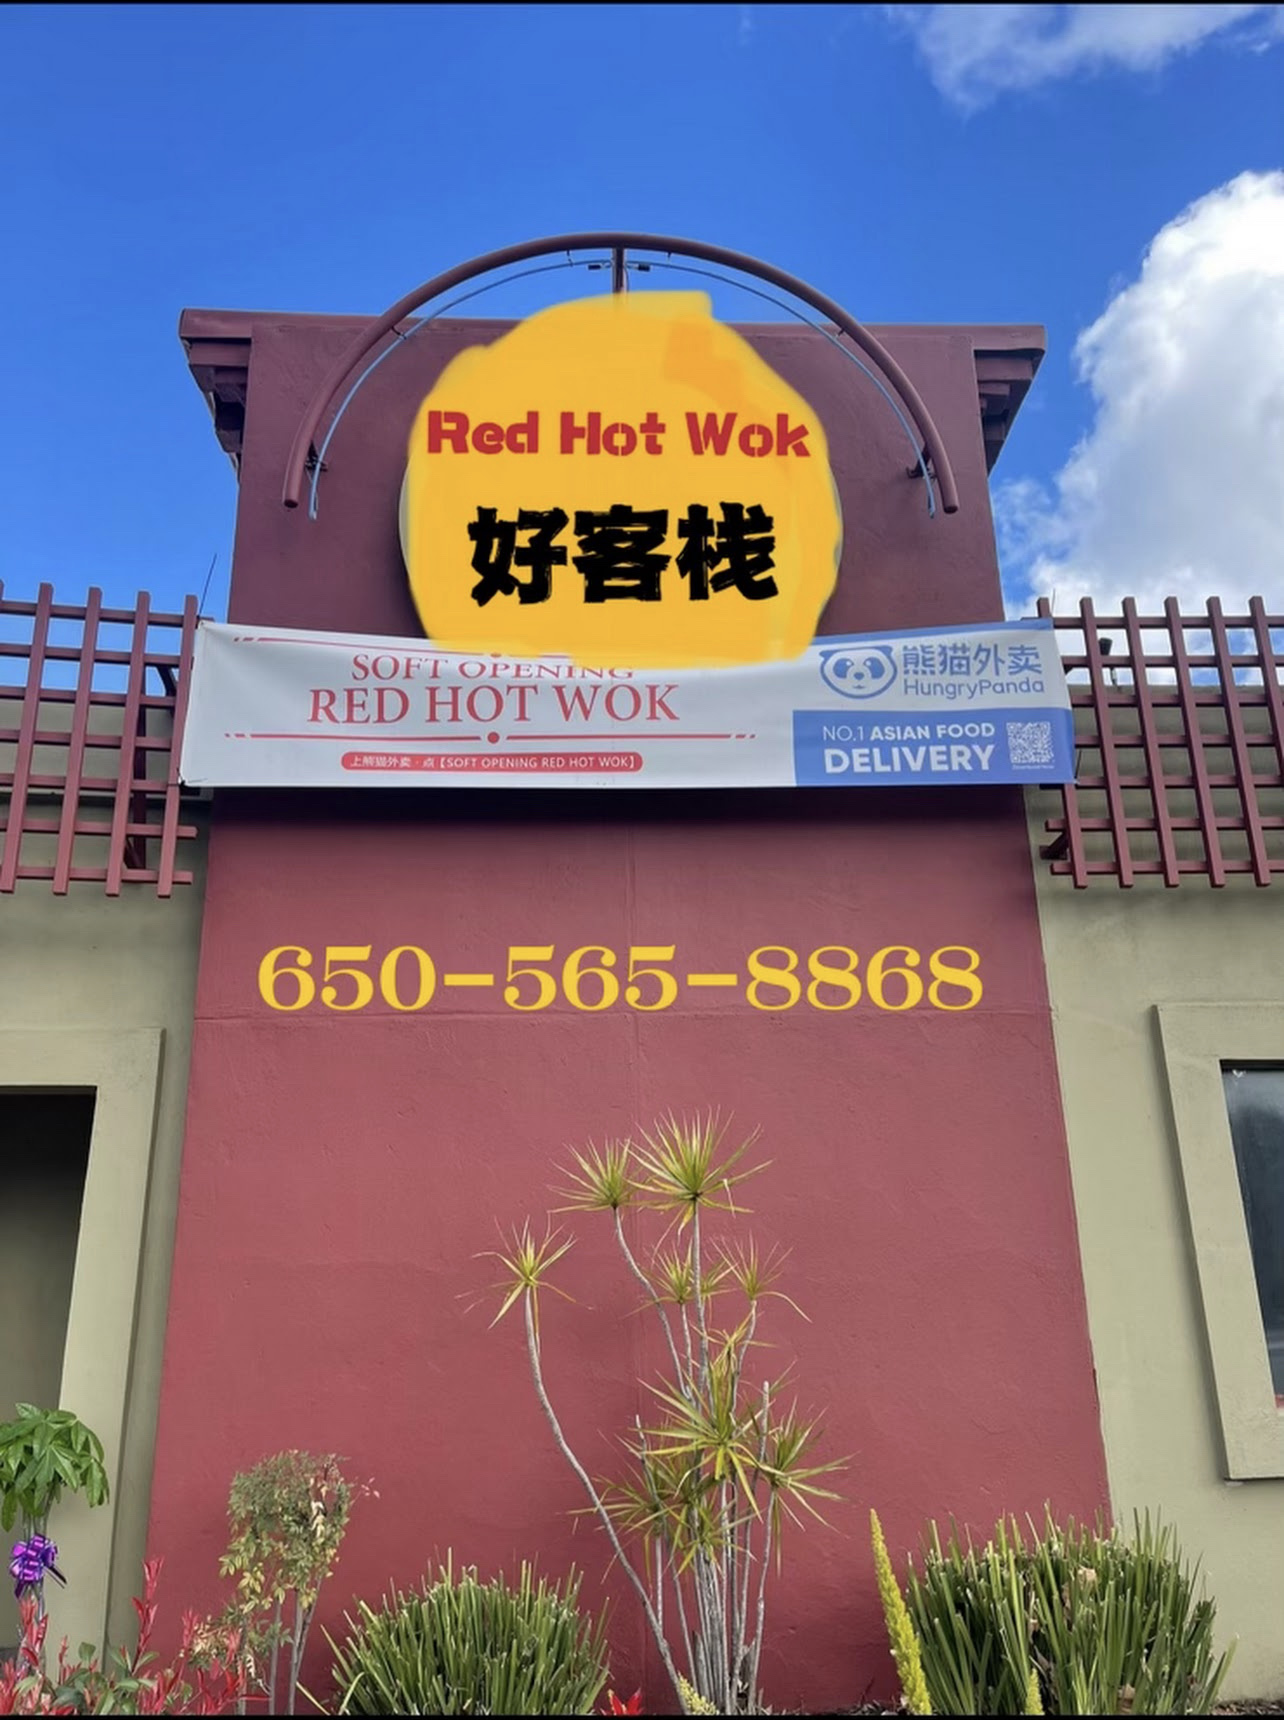 Red Hot Wok
好客栈
SOFT OPENING
RED HOT WOK
上熊猫外卖·点【SOFT OPENING RED HOT WOK】
熊猫外卖
HungryPanda
NO.1 ASIAN FOOD
DELIVERY
650-565-8868